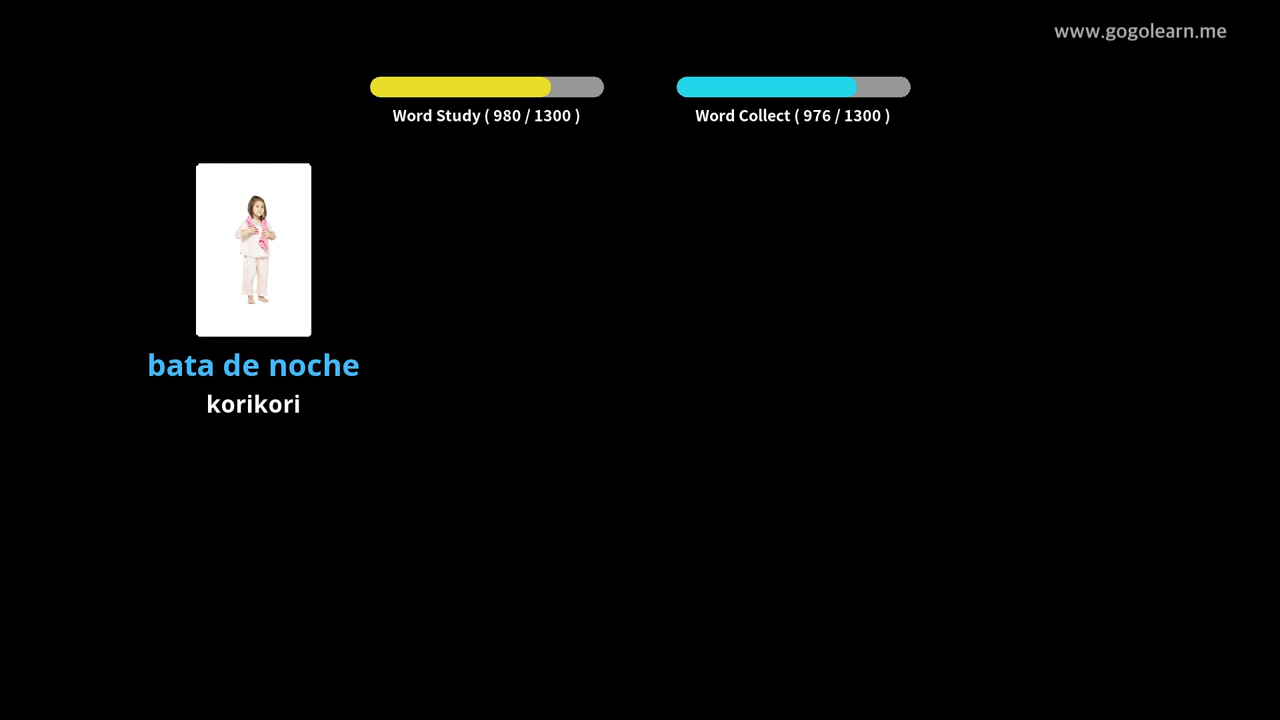 www.gogolearn.me
Word Study ( 980 / 1300 )
Word Collect ( 976 / 1300 )
bata de noche
korikori